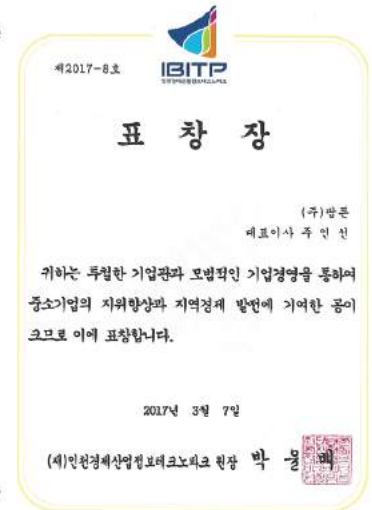 제2017-8호
IBITP
표 창 장
(주)팝폰
대표이사 주 인 선
귀하는 투철한 기업관과 모범적인 기업경영을 통하여
중소기업의 지위향상과 지역경제 발전에 기여한 공이
크므로 이에 표창합니다.
2017년 3월 7일
(재)인천경제산업정보테크노파크 원장 박 윤 배